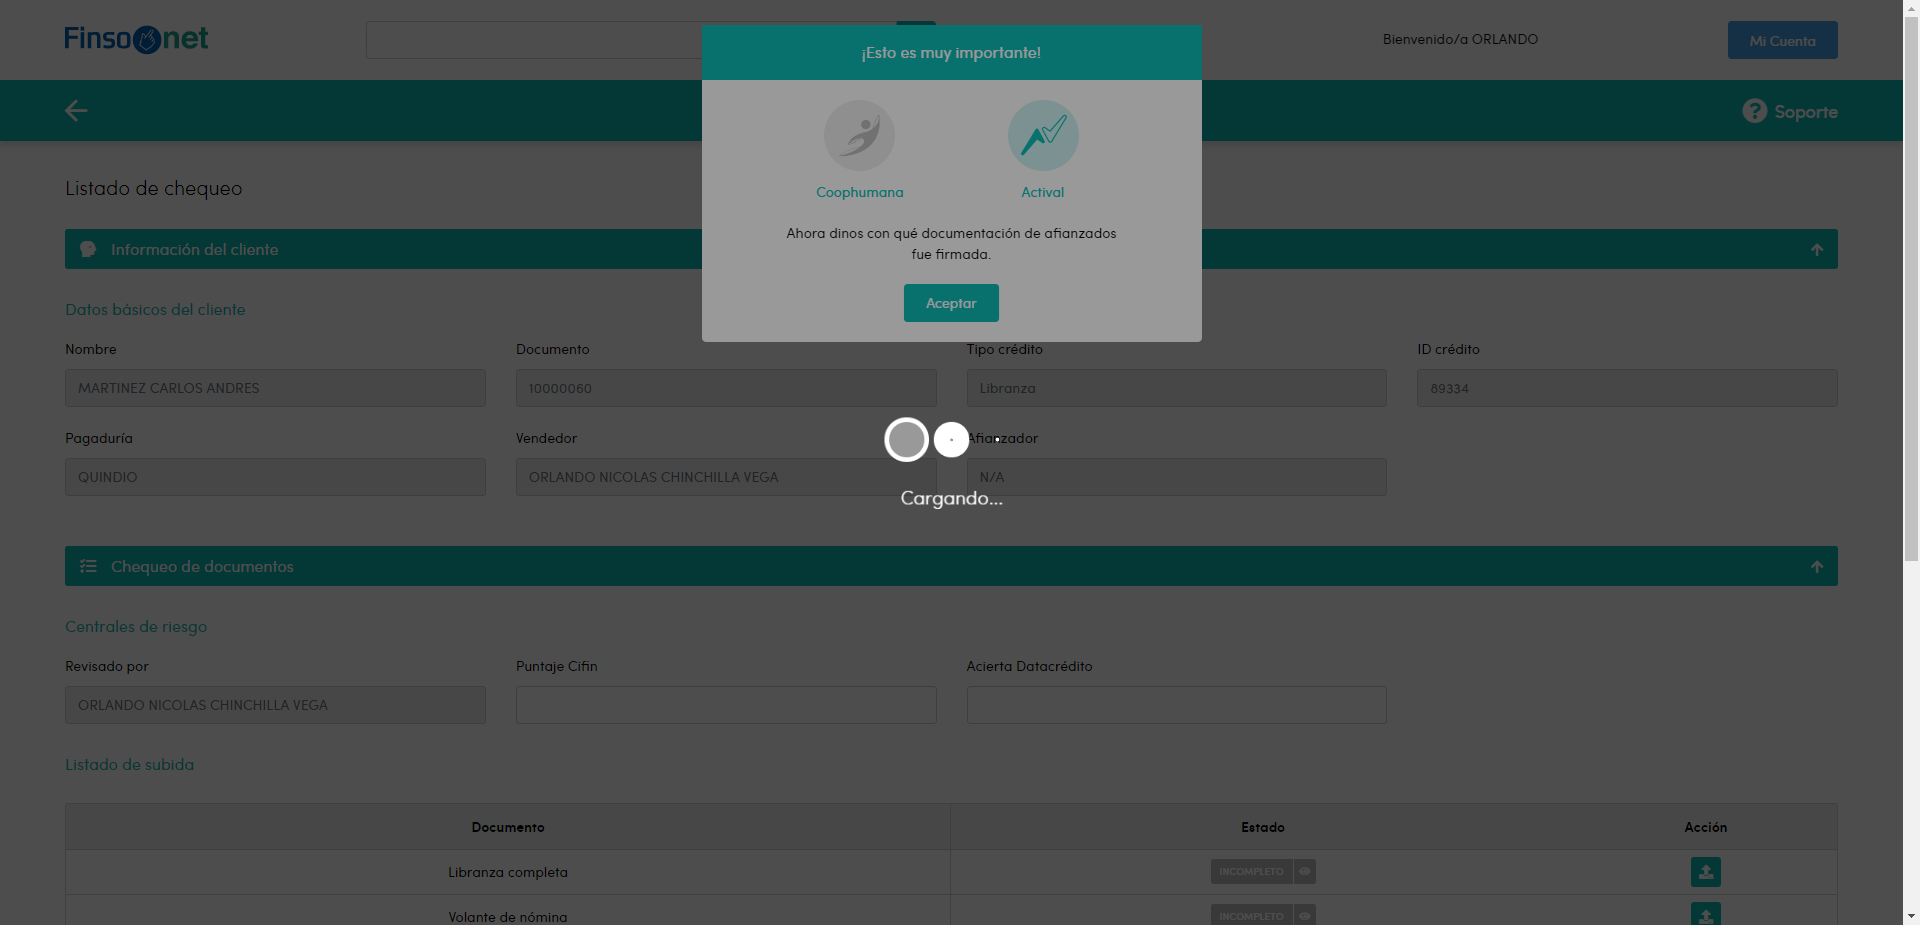 Finsonet
Bienvenido/a ORLANDO
Mi Cuenta
¡Esto es muy importante!
Soporte
Coophumana
Actival
Ahora dinos con qué documentación de afianzados
fue firmada.
Aceptar
Listado de chequeo
Información del cliente
Datos básicos del cliente
Nombre
Documento
Tipo crédito
ID crédito
MARTINEZ CARLOS ANDRES
10000060
Libranza
89334
Pagaduría
Vendedor
Afianzador
QUINDIO
ORLANDO NICOLAS CHINCHILLA VEGA
N/A
Cargando...
Chequeo de documentos
Centrales de riesgo
Revisado por
Puntaje Cifin
Acierta Datacrédito
ORLANDO NICOLAS CHINCHILLA VEGA
Listado de subida
Documento
Estado
Acción
Libranza completa
INCOMPLETO
Volante de nómina
INCOMPLETO